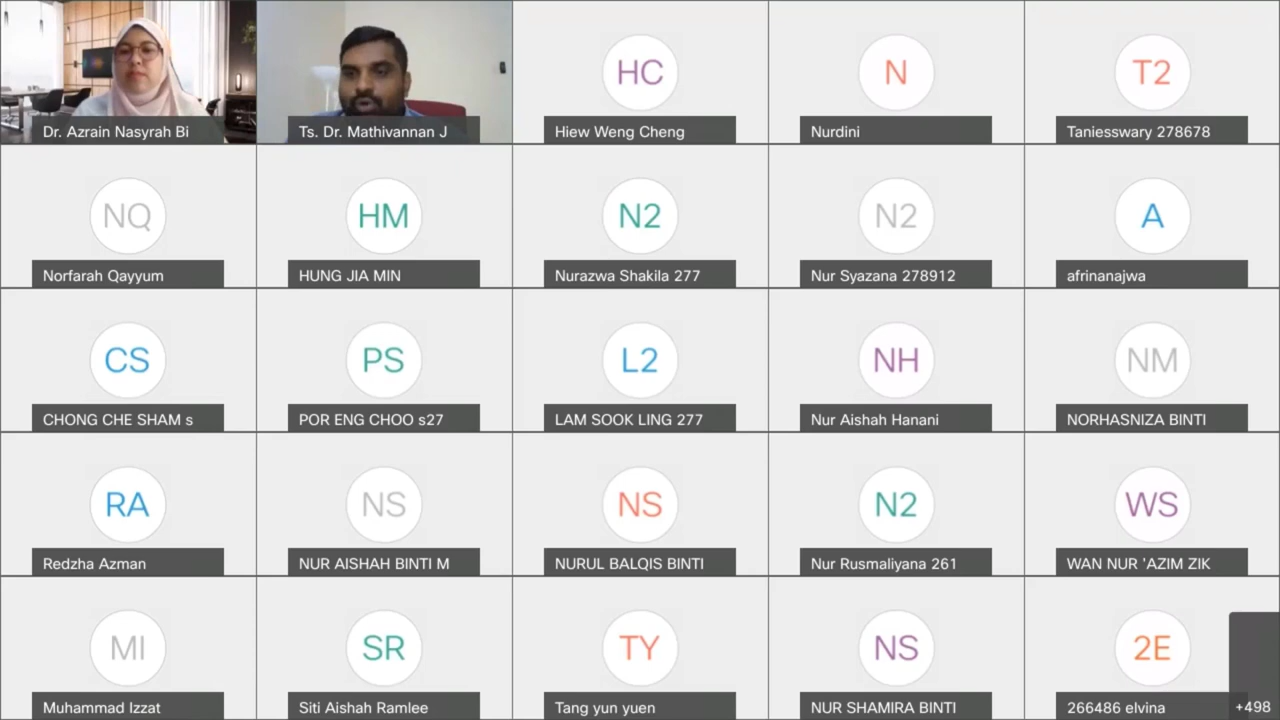 Dr. Azrain Nasyrah Bi
Ts. Dr. Mathivannan J
HC
Hiew Weng Cheng
N
Nurdini
T2
Taniesswary 278678
NQ
Norfarah Qayyum
HM
HUNG JIA MIN
N2
Nurazwa Shakila 277
N2
Nur Syazana 278912
A
afrinanajwa
CS
CHONG CHE SHAM s
PS
POR ENG CHOO s27
L2
LAM SOOK LING 277
NH
Nur Aishah Hanani
NM
NORHASNIZA BINTI
RA
Redzha Azman
NS
NUR AISHAH BINTI M
NS
NURUL BALQIS BINTI
N2
Nur Rusmaliyana 261
WS
WAN NUR 'AZIM ZIK
MI
Muhammad Izzat
SR
Siti Aishah Ramlee
TY
Tang yun yuen
NS
NUR SHAMIRA BINTI
2E
266486 elvina
+498